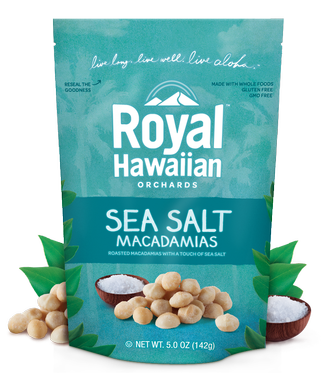 live long. live well. live aloha.
RESEAL THE
GOODNESS
MADE WITH WHOLE FOODS
GLUTEN FREE
GMO FREE
Royal™
Hawaiian
ORCHARDS
SEA SALT
MACADAMIAS
ROASTED MACADAMIAS WITH A TOUCH OF SEA SALT
NET WT. 5.0 OZ (142g)